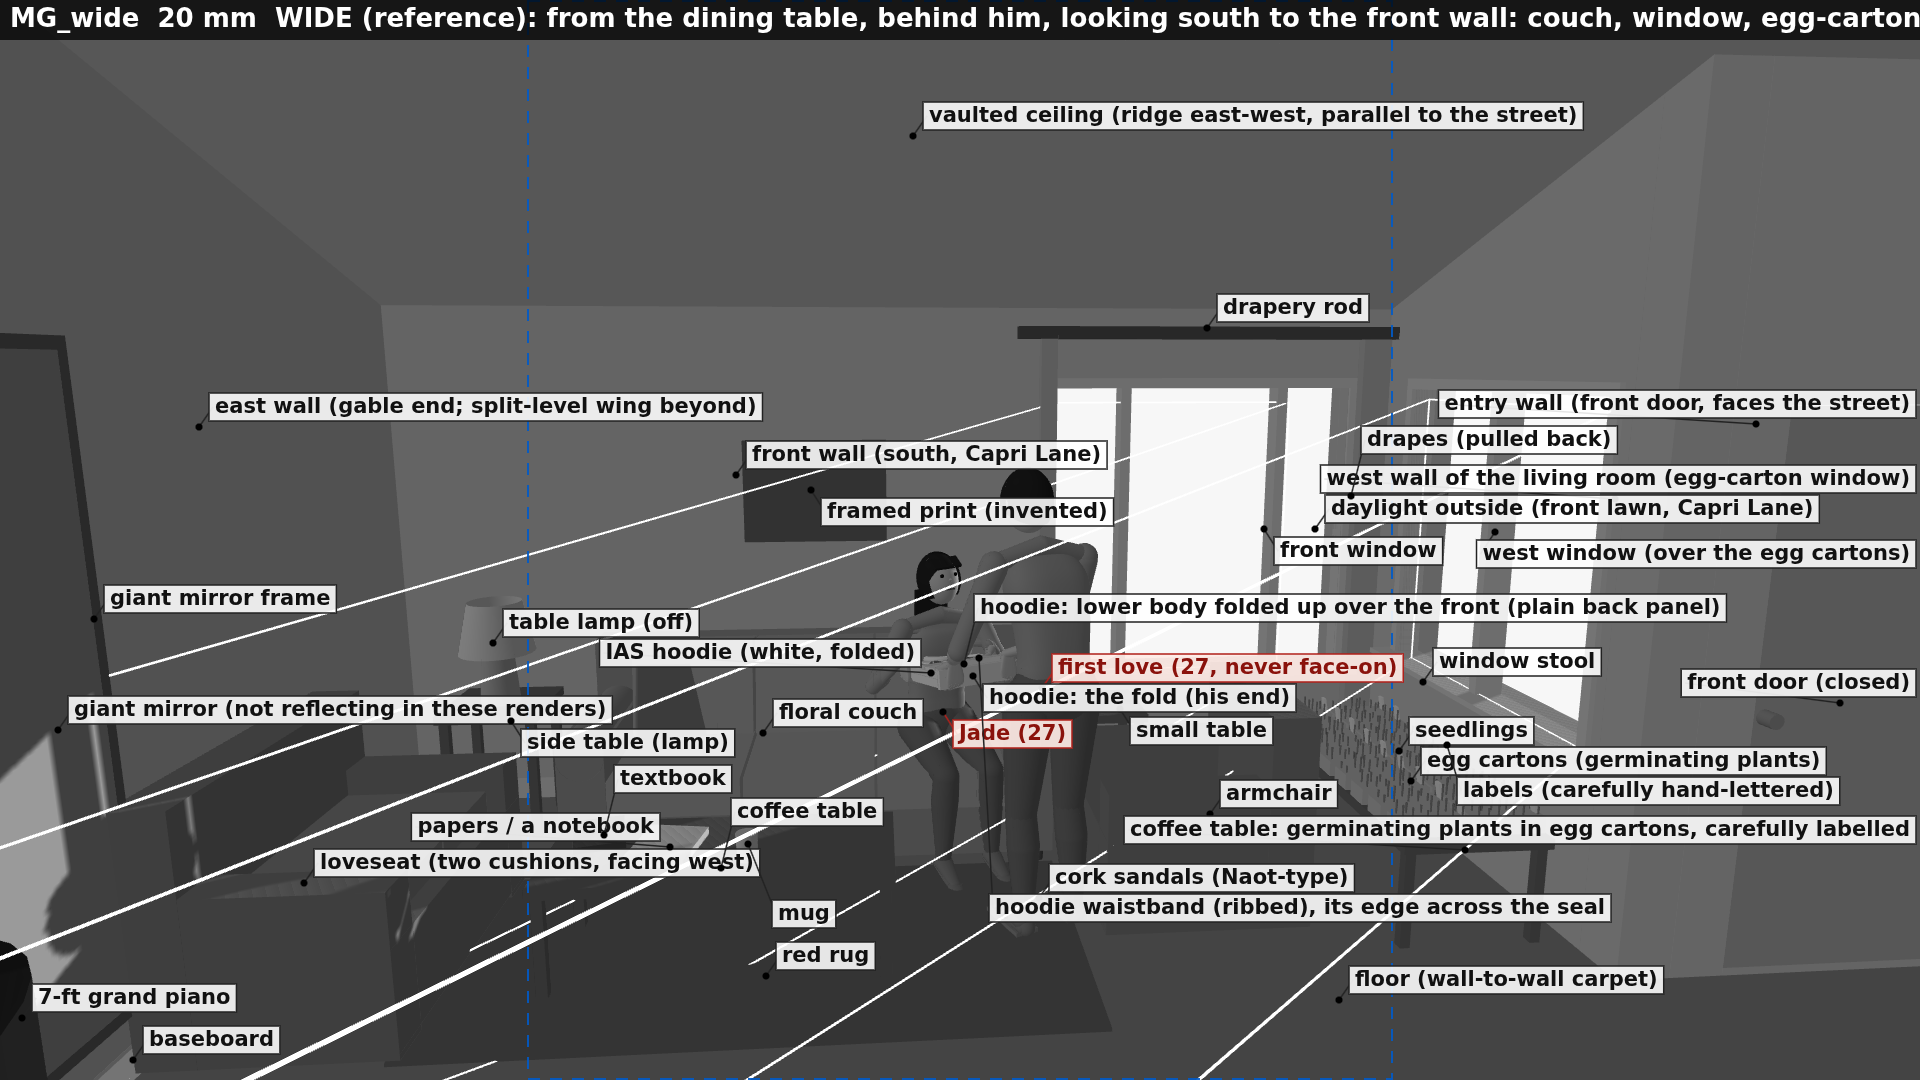 MG_wide  20 mm  WIDE (reference): from the dining table, behind him, looking south to the front wall: couch, window, egg-carton
vaulted ceiling (ridge east-west, parallel to the street)
drapery rod
east wall (gable end; split-level wing beyond)
entry wall (front door, faces the street)
drapes (pulled back)
front wall (south, Capri Lane)
west wall of the living room (egg-carton window)
framed print (invented)
daylight outside (front lawn, Capri Lane)
front window
west window (over the egg cartons)
giant mirror frame
hoodie: lower body folded up over the front (plain back panel)
table lamp (off)
IAS hoodie (white, folded)
first love (27, never face-on)
window stool
front door (closed)
hoodie: the fold (his end)
giant mirror (not reflecting in these renders)
floral couch
Jade (27)
small table
seedlings
side table (lamp)
egg cartons (germinating plants)
textbook
armchair
labels (carefully hand-lettered)
coffee table
papers / a notebook
coffee table: germinating plants in egg cartons, carefully labelled
loveseat (two cushions, facing west)
cork sandals (Naot-type)
mug
hoodie waistband (ribbed), its edge across the seal
red rug
floor (wall-to-wall carpet)
7-ft grand piano
baseboard